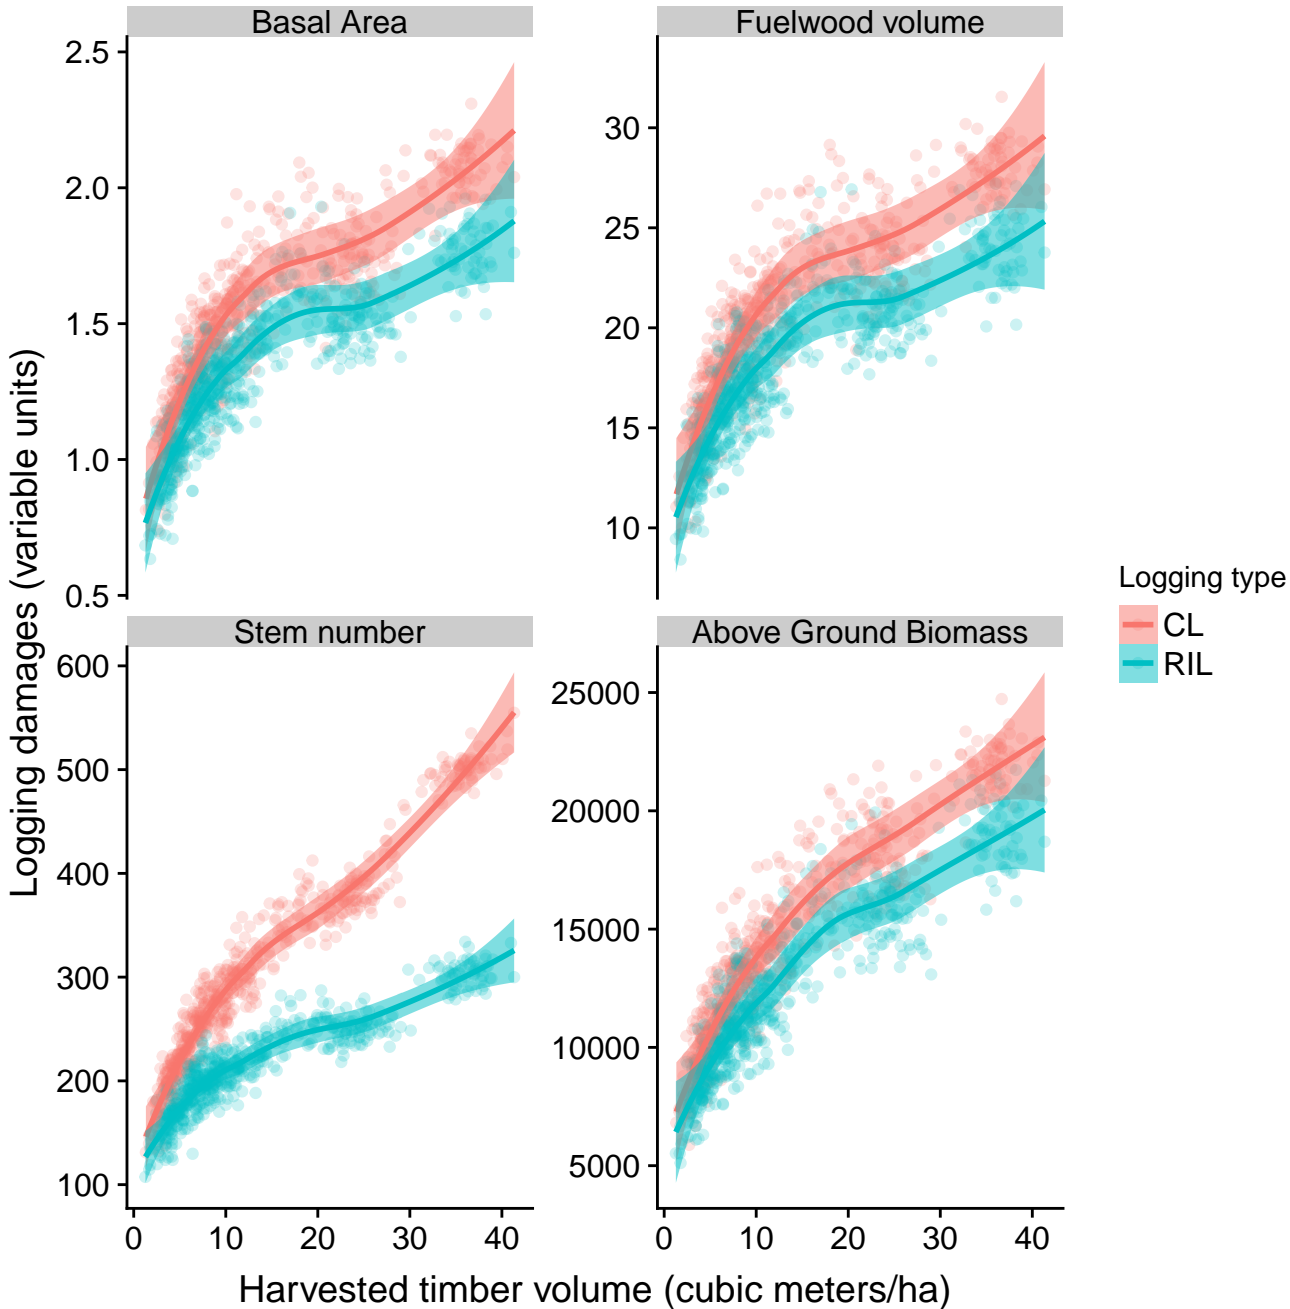 Basal Area
Fuelwood volume
2.5
2.0
1.5
1.0
0.5
30
25
20
15
10
Logging damages (variable units)
Stem number
Above Ground Biomass
600
500
400
300
200
100
25000
20000
15000
10000
5000
0 10 20 30 40
0 10 20 30 40
Harvested timber volume (cubic meters/ha)
Logging type
CL
RIL